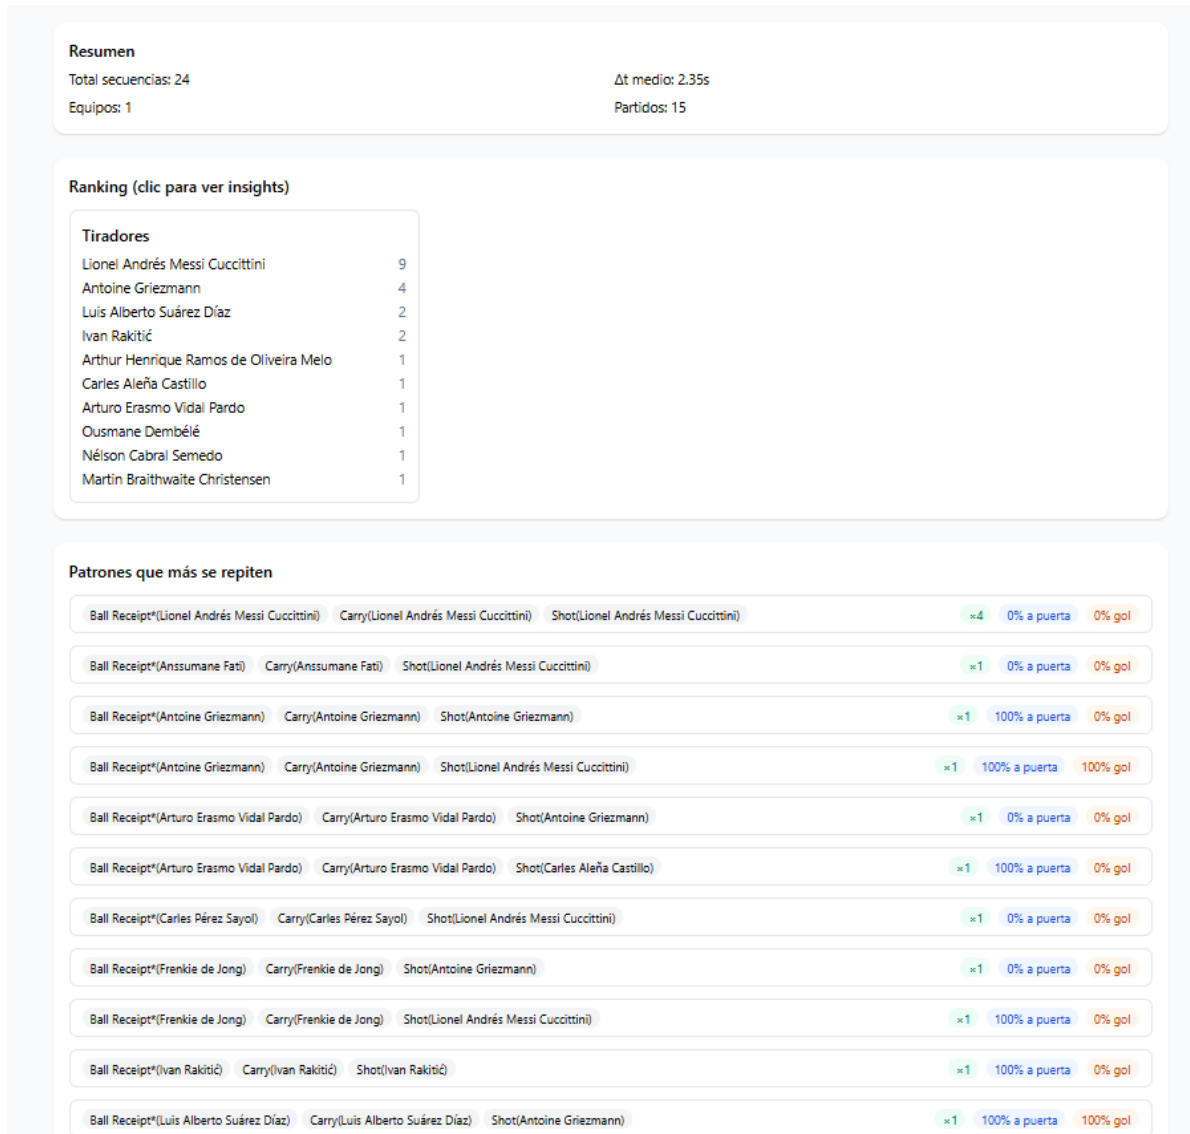 Resumen
Total secuencias: 24 Δt medio: 2.35s
Equipos: 1 Partidos: 15
Ranking (clic para ver insights)
Tiradores
Lionel Andrés Messi Cuccittini 9
Antoine Griezmann 4
Luis Alberto Suárez Díaz 2
Ivan Rakitić 2
Arthur Henrique Ramos de Oliveira Melo 1
Carles Aleña Castillo 1
Arturo Erasmo Vidal Pardo 1
Ousmane Dembélé 1
Nélson Cabral Semedo 1
Martin Braithwaite Christensen 1
Patrones que más se repiten
Ball Receipt*(Lionel Andrés Messi Cuccittini) Carry(Lionel Andrés Messi Cuccittini) Shot(Lionel Andrés Messi Cuccittini) ×4 0% a puerta 0% gol
Ball Receipt*(Anssumane Fati) Carry(Anssumane Fati) Shot(Lionel Andrés Messi Cuccittini) ×1 0% a puerta 0% gol
Ball Receipt*(Antoine Griezmann) Carry(Antoine Griezmann) Shot(Antoine Griezmann) ×1 100% a puerta 0% gol
Ball Receipt*(Antoine Griezmann) Carry(Antoine Griezmann) Shot(Lionel Andrés Messi Cuccittini) ×1 100% a puerta 100% gol
Ball Receipt*(Arturo Erasmo Vidal Pardo) Carry(Arturo Erasmo Vidal Pardo) Shot(Antoine Griezmann) ×1 0% a puerta 0% gol
Ball Receipt*(Arturo Erasmo Vidal Pardo) Carry(Arturo Erasmo Vidal Pardo) Shot(Carles Aleña Castillo) ×1 100% a puerta 0% gol
Ball Receipt*(Carles Pérez Sayol) Carry(Carles Pérez Sayol) Shot(Lionel Andrés Messi Cuccittini) ×1 0% a puerta 0% gol
Ball Receipt*(Frenkie de Jong) Carry(Frenkie de Jong) Shot(Antoine Griezmann) ×1 0% a puerta 0% gol
Ball Receipt*(Frenkie de Jong) Carry(Frenkie de Jong) Shot(Lionel Andrés Messi Cuccittini) ×1 100% a puerta 0% gol
Ball Receipt*(Ivan Rakitić) Carry(Ivan Rakitić) Shot(Ivan Rakitić) ×1 100% a puerta 0% gol
Ball Receipt*(Luis Alberto Suárez Díaz) Carry(Luis Alberto Suárez Díaz) Shot(Antoine Griezmann) ×1 100% a puerta 100% gol